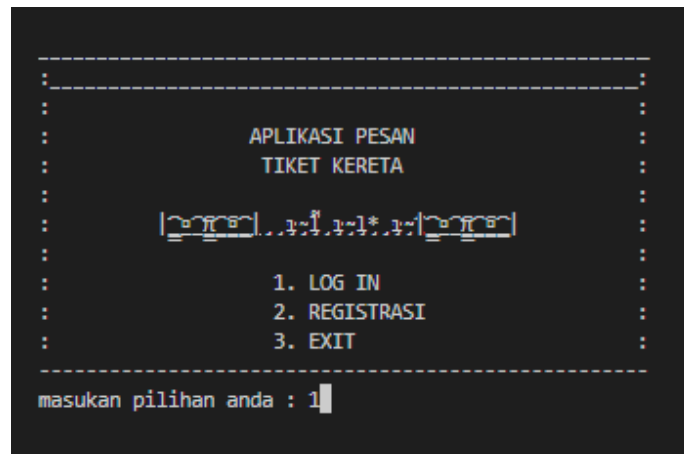 APLIKASI PESAN
TIKET KERETA
1. LOG IN
2. REGISTRASI
3. EXIT
masukan pilihan anda : 1